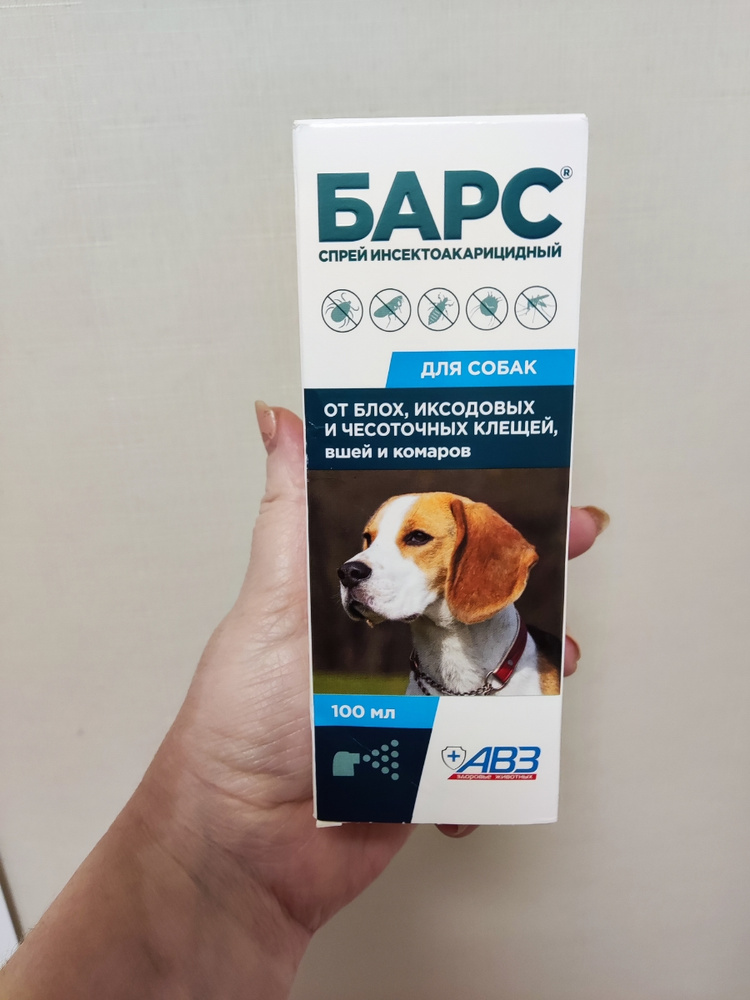 БАРС®
СПРЕЙ ИНСЕКТОАКАРИЦИДНЫЙ
ДЛЯ СОБАК
ОТ БЛОХ, ИКСОДОВЫХ
И ЧЕСОТОЧНЫХ КЛЕЩЕЙ,
вшей и комаров
100 мл
АВЗ
здоровье животных